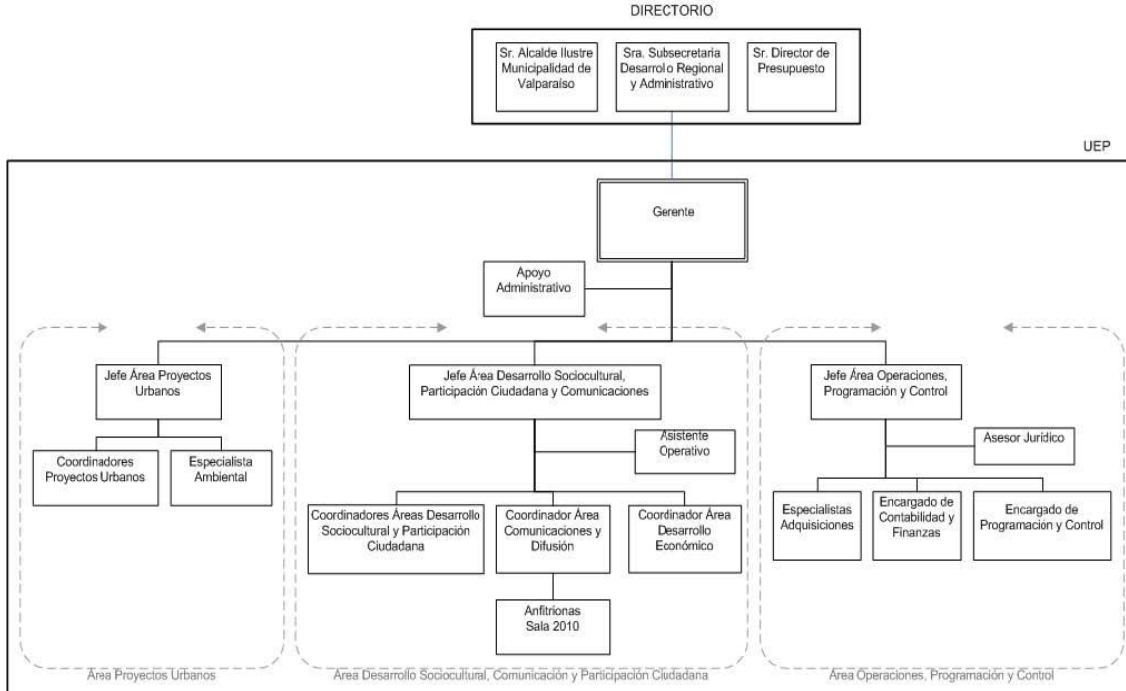 DIRECTORIO
Sr. Alcalde Ilustre
Municipalidad de
Valparaíso
Sra. Subsecretaria
Desarrollo Regional
y Administrativo
Sr. Director de
Presupuesto
UEP
Gerente
Apoyo
Administrativo
Jefe Área Proyectos
Urbanos
Jefe Área Desarrollo Sociocultural,
Participación Ciudadana y Comunicaciones
Jefe Área Operaciones,
Programación y Control
Asistente
Operativo
Asesor Jurídico
Coordinadores
Proyectos Urbanos
Especialista
Ambiental
Coordinadores Áreas Desarrollo
Sociocultural y Participación
Ciudadana
Coordinador Área
Comunicaciones y
Difusión
Coordinador Área
Desarrollo
Económico
Especialistas
Adquisiciones
Encargado de
Contabilidad y
Finanzas
Encargado de
Programación y Control
Anfitrionas
Sala 2010
Área Proyectos Urbanos
Área Desarrollo Sociocultural, Comunicación y Participación Ciudadana
Área Operaciones, Programación y Control